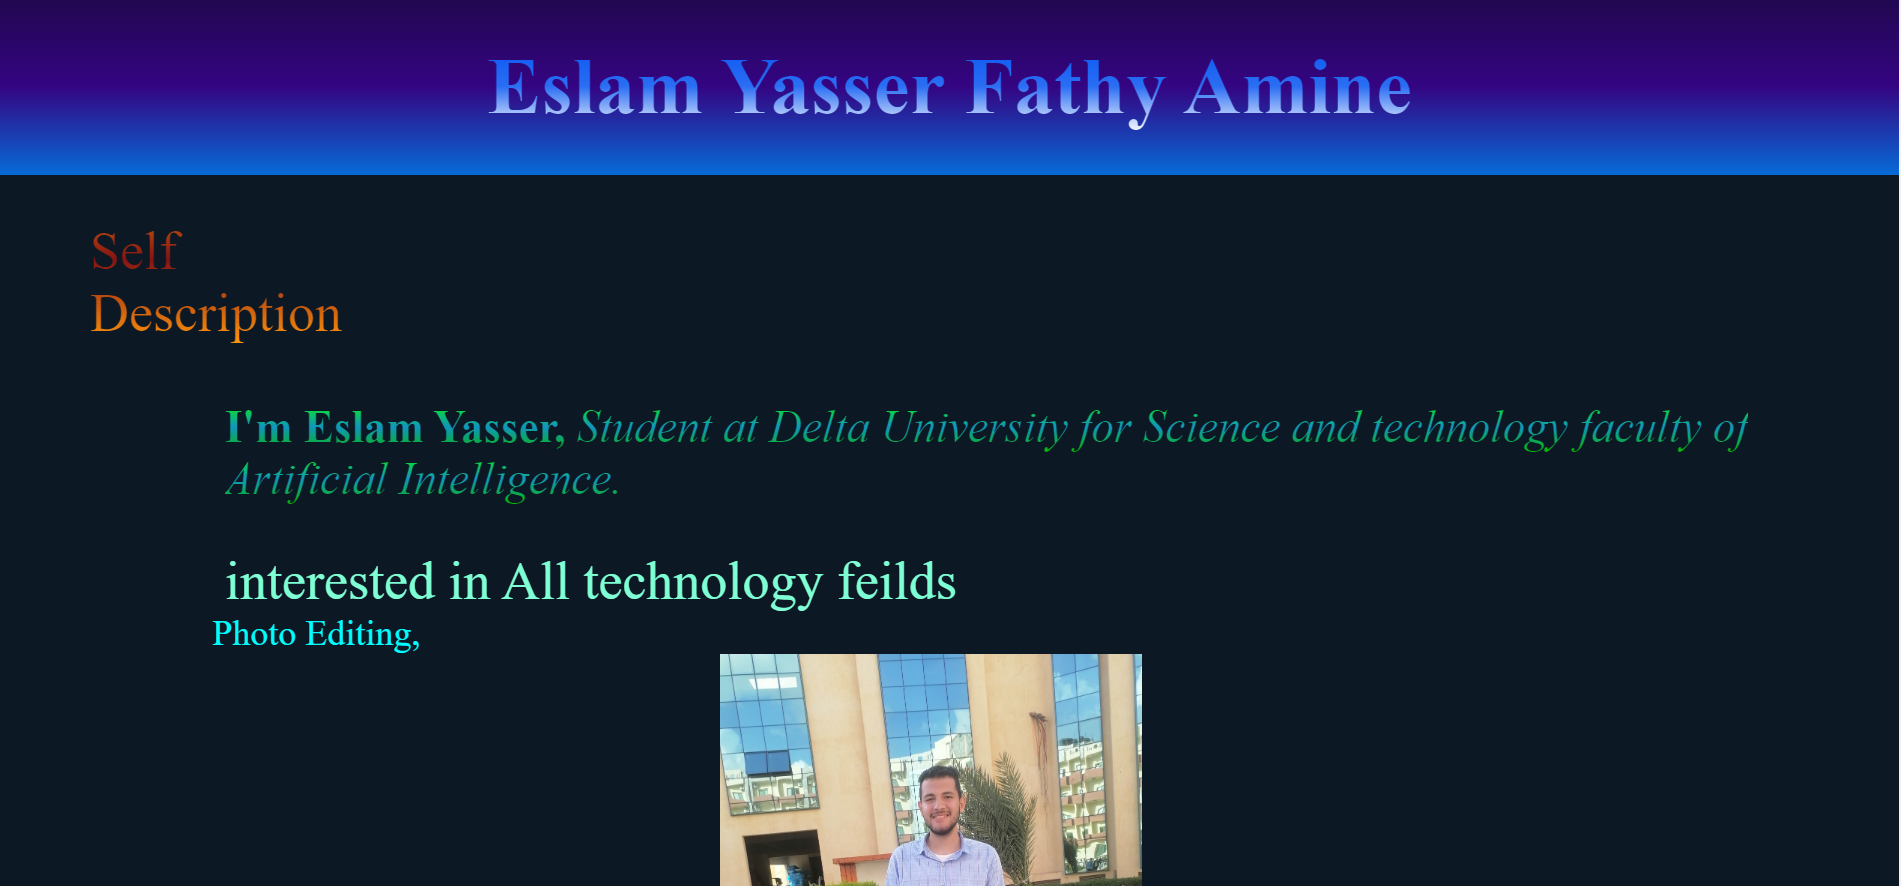 Eslam Yasser Fathy Amine
Self
Description
I'm Eslam Yasser, Student at Delta University for Science and technology faculty of
Artificial Intelligence.
interested in All technology feilds
Photo Editing,